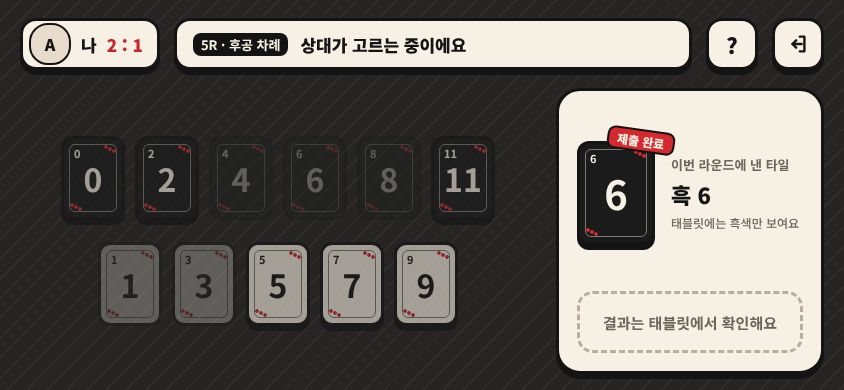 A 나 2 : 1
5R · 후공 차례 상대가 고르는 중이에요
?
0 0
2 2
4 4
6 6
8 8
11 11
1 1
3 3
5 5
7 7
9 9
제출 완료
6 6
이번 라운드에 낸 타일
흑 6
태블릿에는 흑색만 보여요
결과는 태블릿에서 확인해요